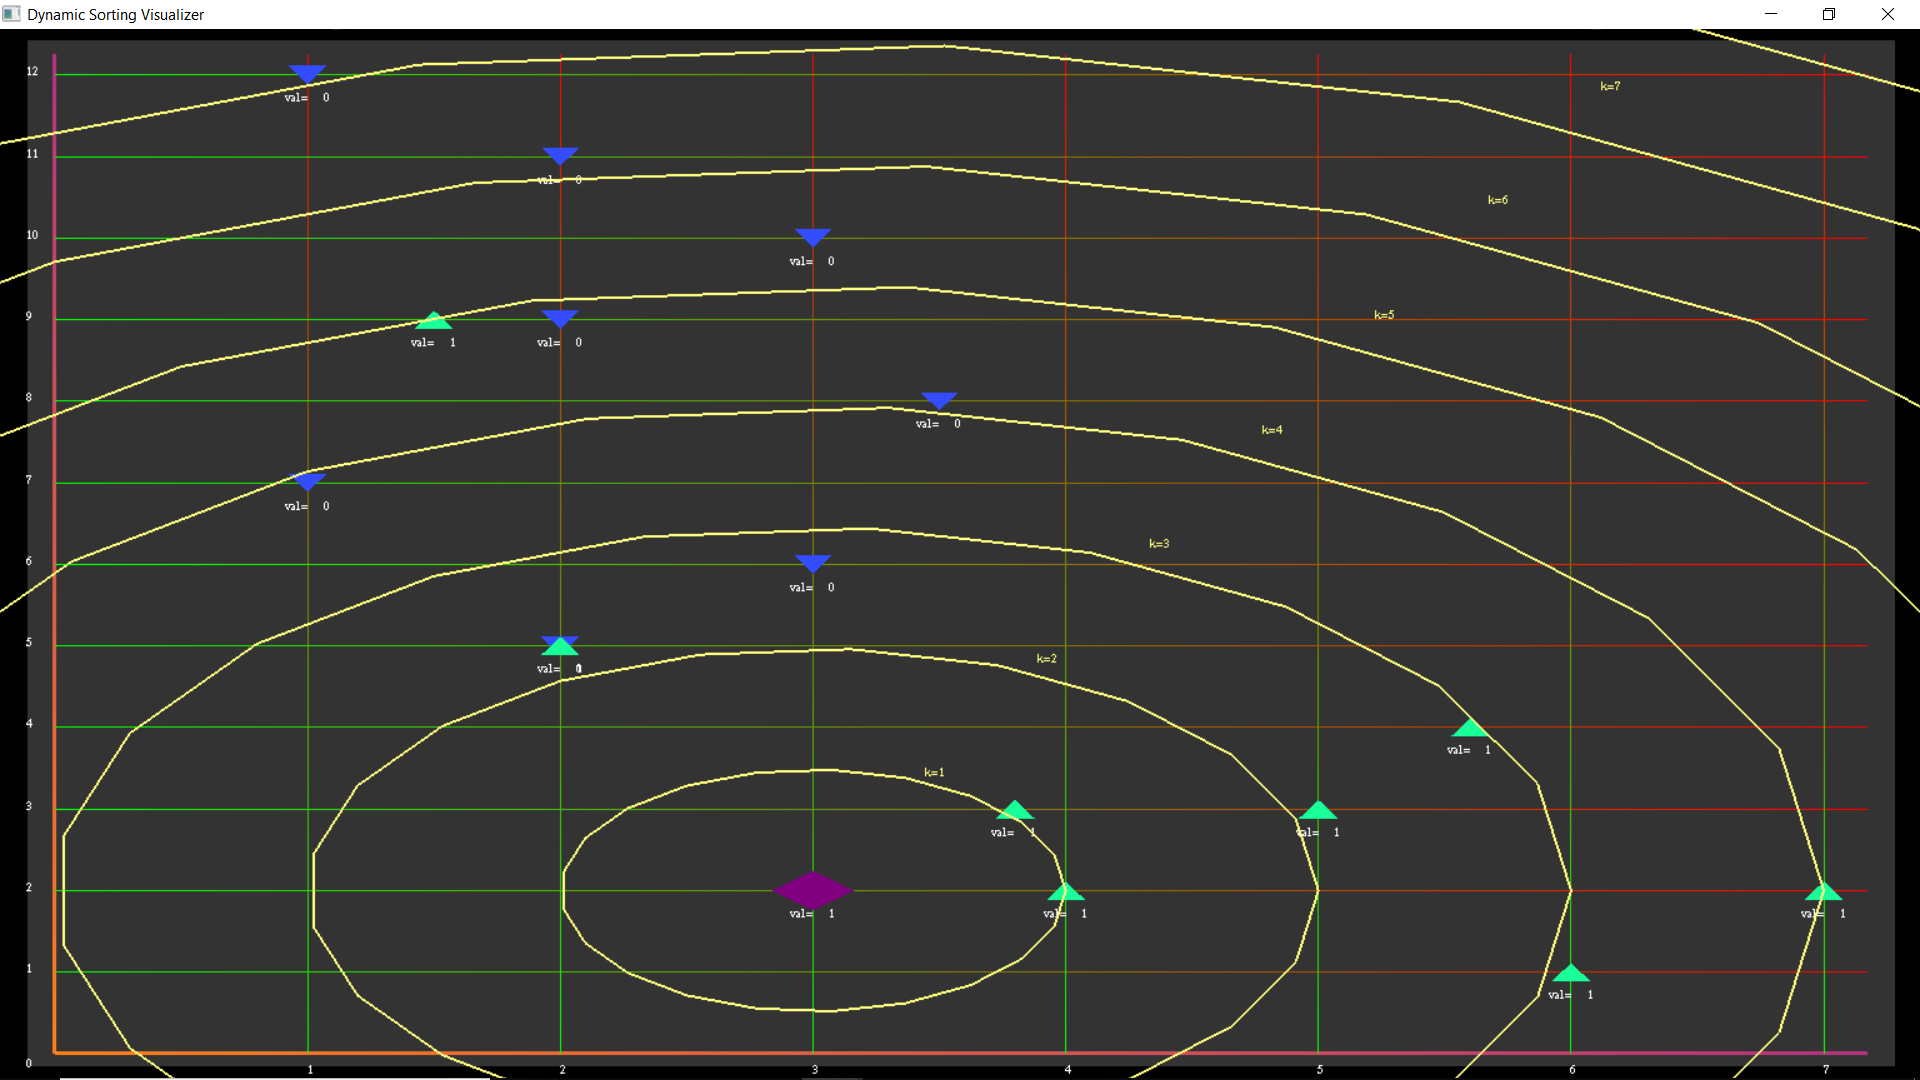 Dynamic Sorting Visualizer
12
k=7
val= 0
11
val= 0
k=6
10
val= 0
9
k=5
val= 1
val= 0
8
val= 0
k=4
7
val= 0
6
k=3
val= 0
5
val=
k=2
4
val= 1
k=1
3
val= 1
val= 1
2
val= 1
val= 1
val= 1
1
val= 1
0
1
2
3
4
5
6
7